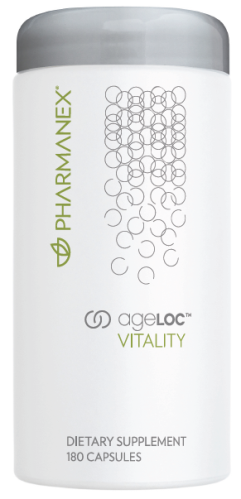 PHARMANEX®
ageLOC™
VITALITY
DIETARY SUPPLEMENT
180 CAPSULES